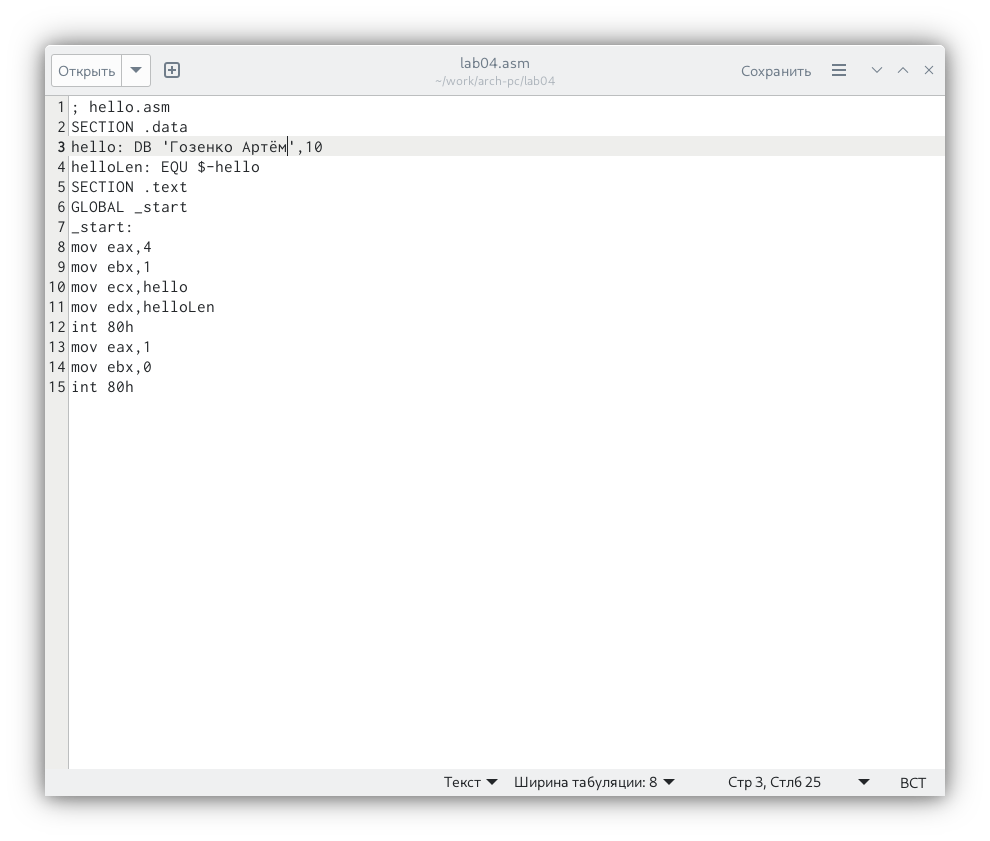 Открыть
lab04.asm
~/work/arch-pc/lab04
Сохранить
1 ; hello.asm
2 SECTION .data
3 hello: DB 'Гозенко Артём',10
4 helloLen: EQU $-hello
5 SECTION .text
6 GLOBAL _start
7 _start:
8 mov eax,4
9 mov ebx,1
10 mov ecx,hello
11 mov edx,helloLen
12 int 80h
13 mov eax,1
14 mov ebx,0
15 int 80h
Текст Ширина табуляции: 8 Стр 3, Стлб 25 ВСТ